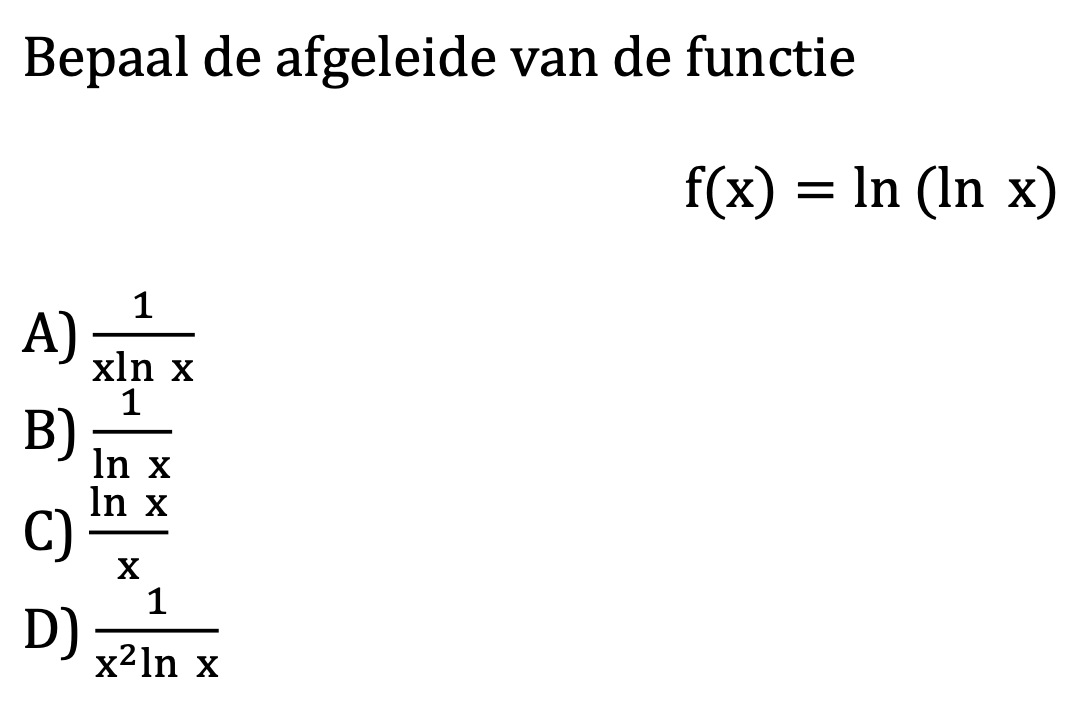 Bepaal de afgeleide van de functie
f(x) = ln (ln x)
A) $\frac{1}{x\ln x}$
B) $\frac{1}{\ln x}$
C) $\frac{\ln x}{x}$
D) $\frac{1}{x^2\ln x}$